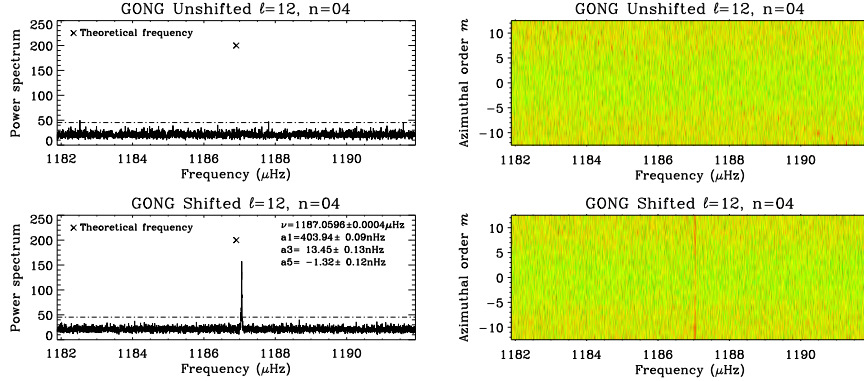 GONG Unshifted ℓ=12, n=04
250
200
150
100
50
0
Power spectrum
× Theoretical frequency
1182 1184 1186 1188 1190
Frequency (μHz)
GONG Unshifted ℓ=12, n=04
10
5
0
−5
−10
Azimuthal order m
1182 1184 1186 1188 1190
Frequency (μHz)
GONG Shifted ℓ=12, n=04
250
200
150
100
50
0
Power spectrum
× Theoretical frequency
ν=1187.0596±0.0004μHz
a1=403.94± 0.09nHz
a3= 13.45± 0.13nHz
a5= −1.32± 0.12nHz
1182 1184 1186 1188 1190
Frequency (μHz)
GONG Shifted ℓ=12, n=04
10
5
0
−5
−10
Azimuthal order m
1182 1184 1186 1188 1190
Frequency (μHz)